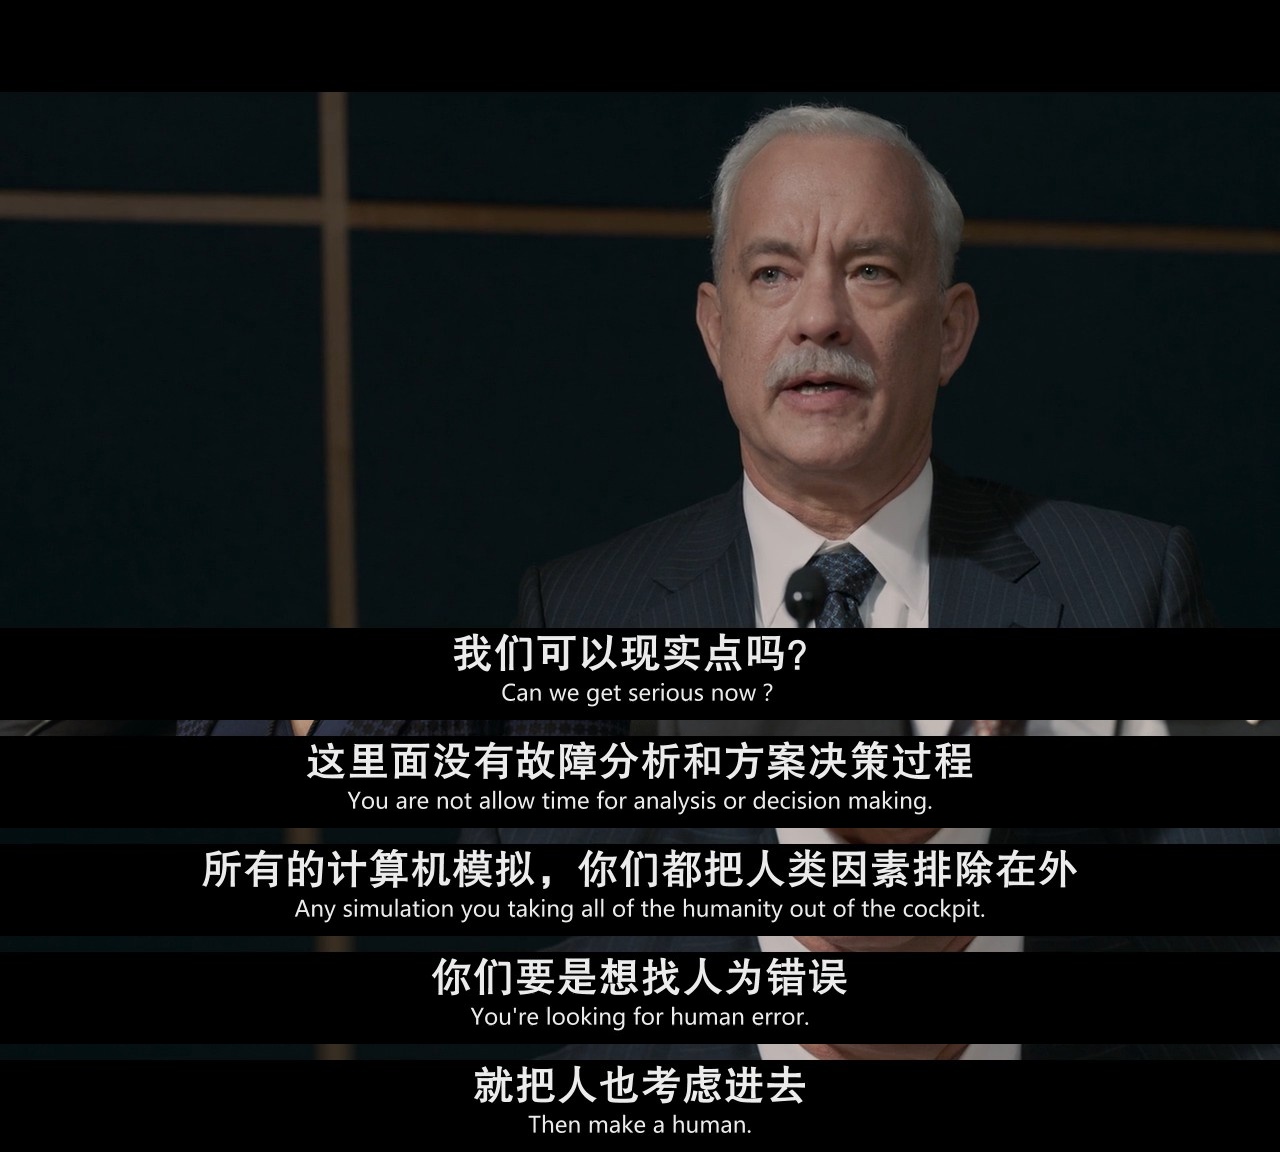 我们可以现实点吗?
Can we get serious now ?
这里面没有故障分析和方案决策过程
You are not allow time for analysis or decision making.
所有的计算机模拟，你们都把人类因素排除在外
Any simulation you taking all of the humanity out of the cockpit.
你们要是想找人为错误
You're looking for human error.
就把人也考虑进去
Then make a human.